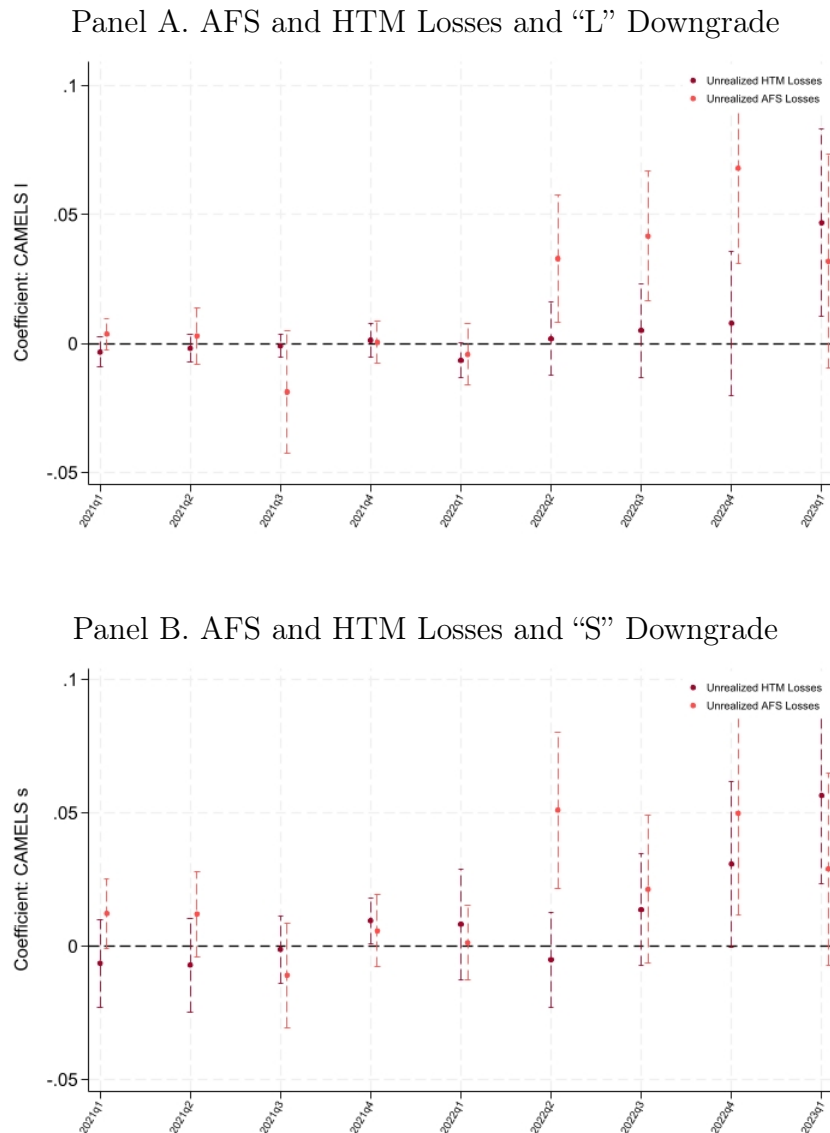 Panel A. AFS and HTM Losses and “L” Downgrade
Unrealized HTM Losses
Unrealized AFS Losses
Coefficient: CAMELS l
.1
.05
0
-.05
2021q1
2021q2
2021q3
2021q4
2022q1
2022q2
2022q3
2022q4
2023q1
Panel B. AFS and HTM Losses and “S” Downgrade
Unrealized HTM Losses
Unrealized AFS Losses
Coefficient: CAMELS s
.1
.05
0
-.05
2021q1
2021q2
2021q3
2021q4
2022q1
2022q2
2022q3
2022q4
2023q1